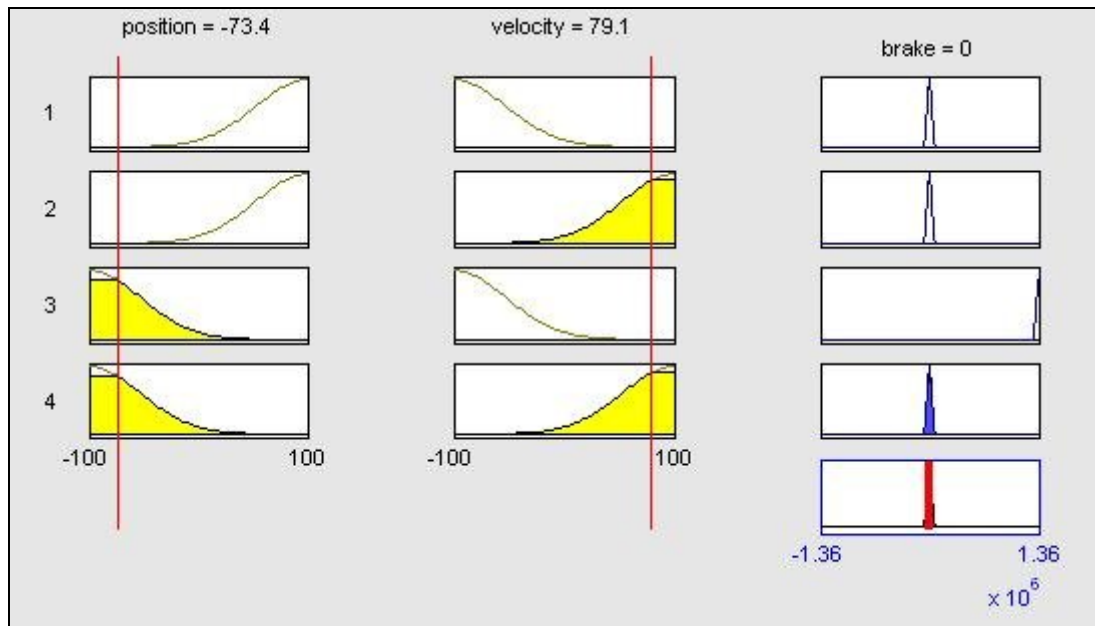 position = -73.4
velocity = 79.1
brake = 0
1
2
3
4
-100
100
-100
100
-1.36
1.36
x 10^6